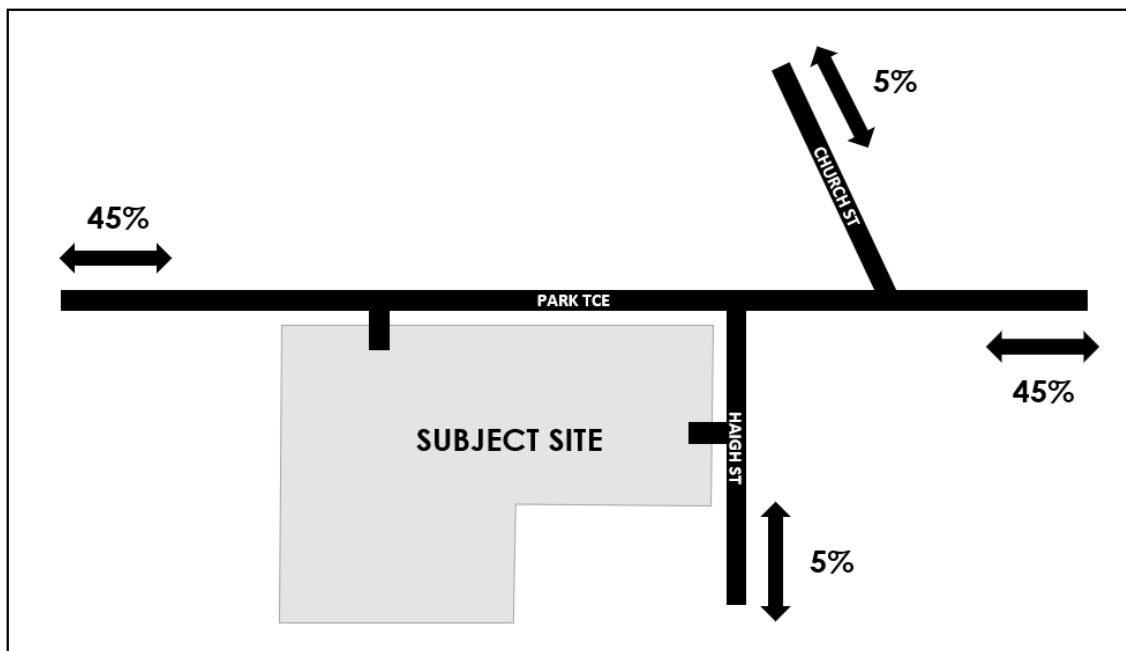 5%
CHURCH ST
45%
PARK TCE
45%
SUBJECT SITE
HAIGH ST
5%